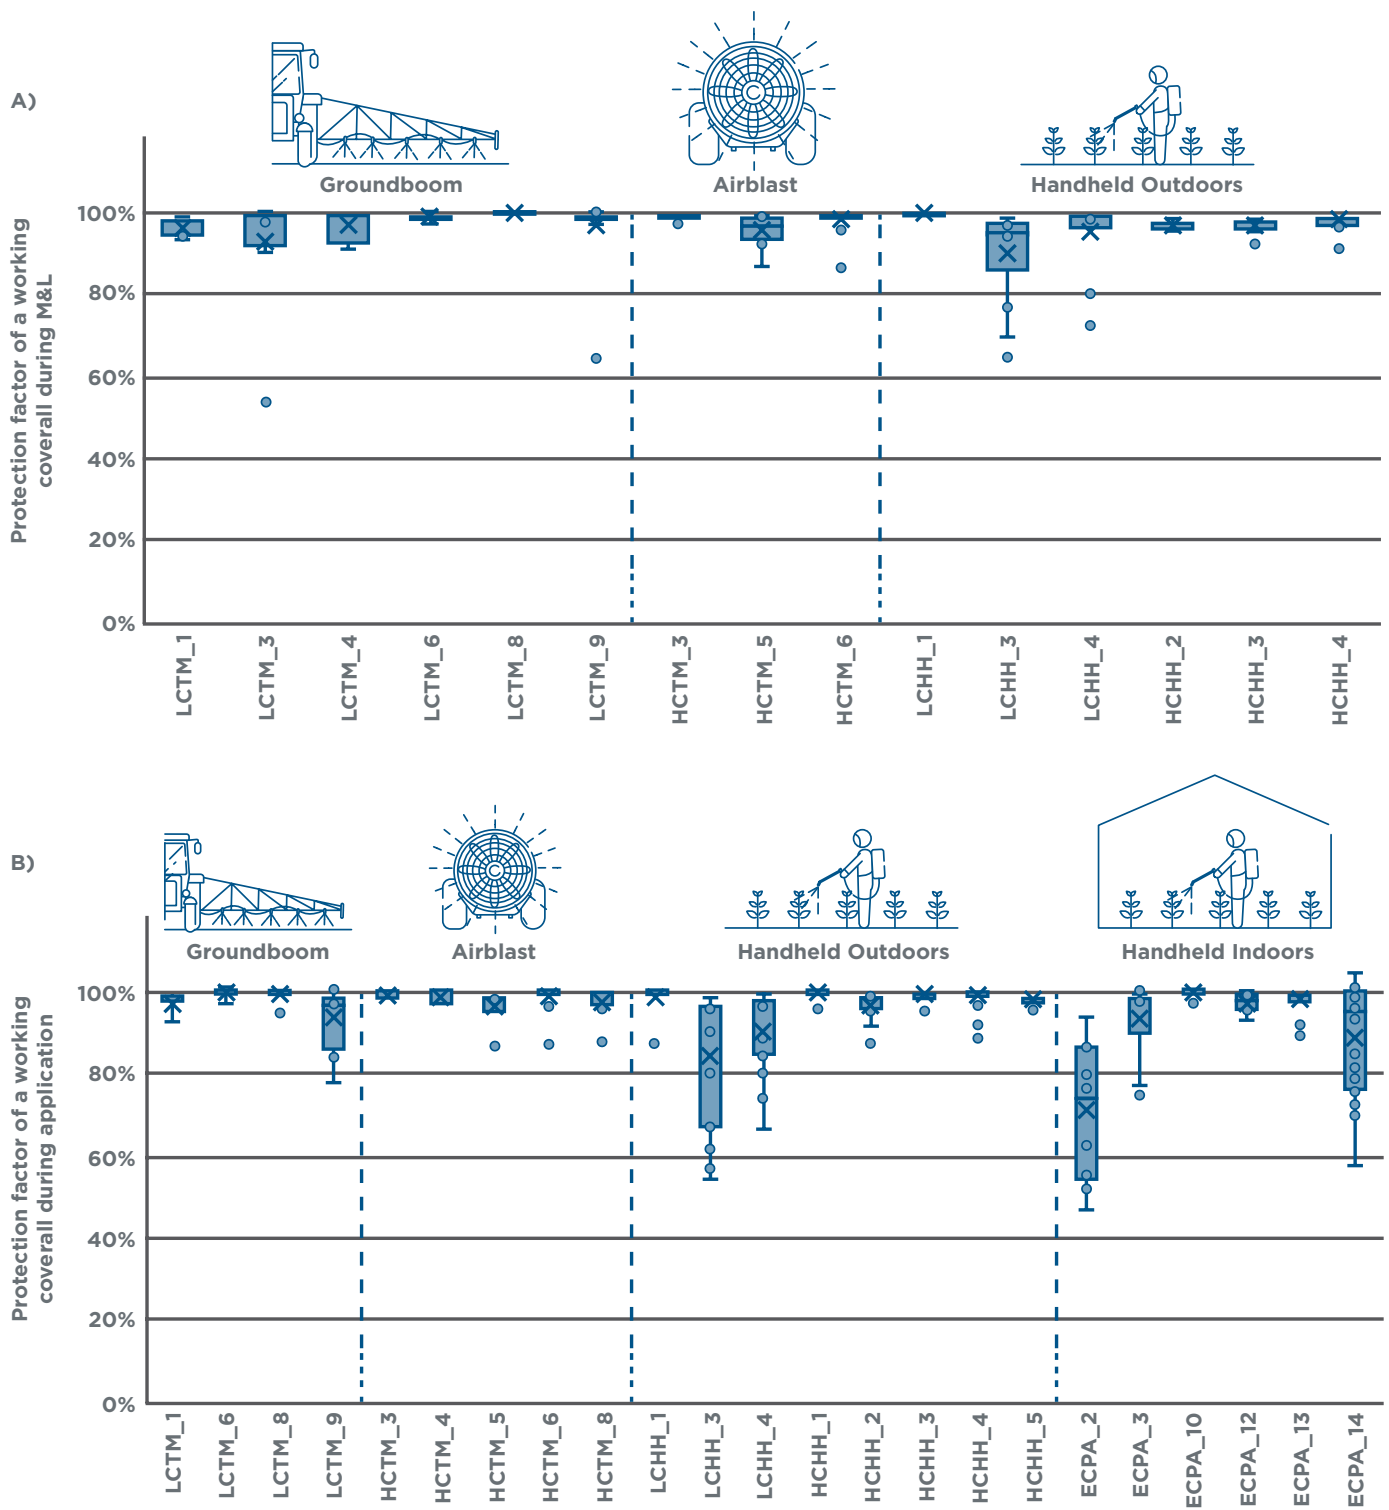 A)
Groundboom
Airblast
Handheld Outdoors
Protection factor of a working
coverall during M&L
100%
80%
60%
40%
20%
0%
LCTM_1
LCTM_3
LCTM_4
LCTM_6
LCTM_8
LCTM_9
HCTM_3
HCTM_5
HCTM_6
LCHH_1
LCHH_3
LCHH_4
HCHH_2
HCHH_3
HCHH_4
B)
Groundboom
Airblast
Handheld Outdoors
Handheld Indoors
Protection factor of a working
coverall during application
100%
80%
60%
40%
20%
0%
LCTM_1
LCTM_6
LCTM_8
LCTM_9
HCTM_3
HCTM_4
HCTM_5
HCTM_6
HCTM_8
LCHH_1
LCHH_3
LCHH_4
HCHH_1
HCHH_2
HCHH_3
HCHH_4
HCHH_5
ECPA_2
ECPA_3
ECPA_10
ECPA_12
ECPA_13
ECPA_14